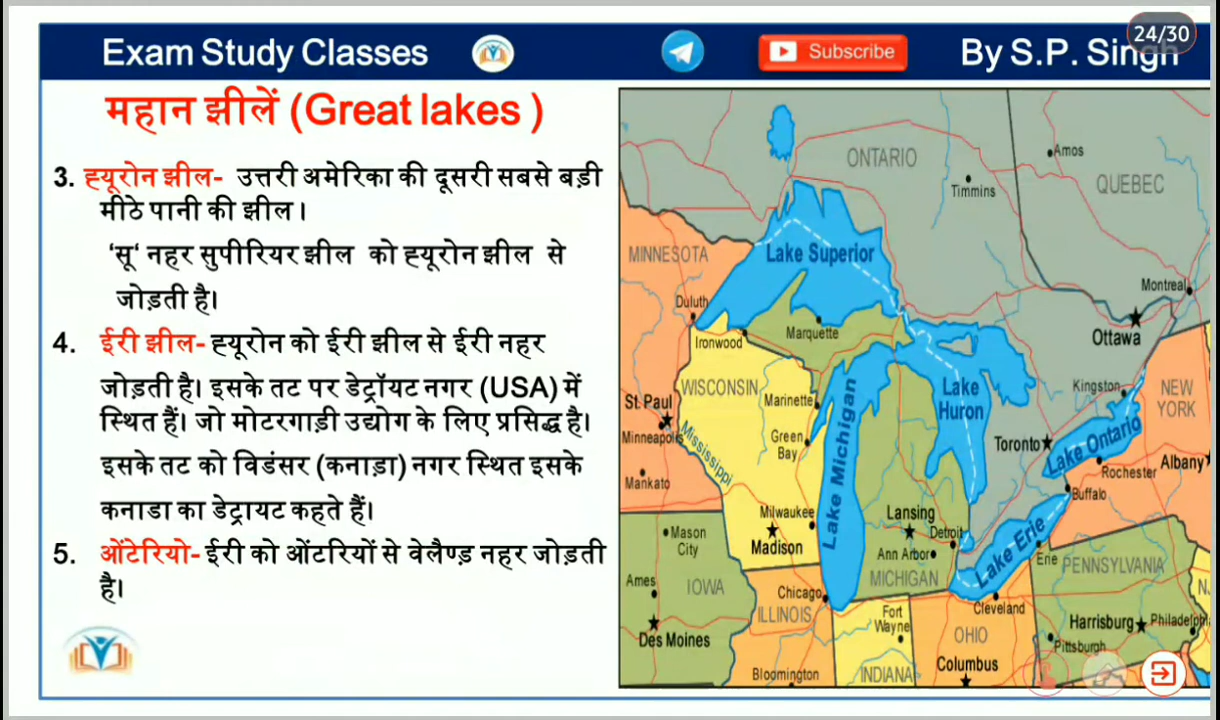 Exam Study Classes
Subscribe
By S.P. Singh
24/30
महान झीलें (Great lakes )
3. ह्यूरोन झील- उत्तरी अमेरिका की दूसरी सबसे बड़ी
मीठे पानी की झील।
'सू' नहर सुपीरियर झील को ह्यूरोन झील से
जोड़ती है।
4. ईरी झील- ह्यूरोन को ईरी झील से ईरी नहर
जोड़ती है। इसके तट पर डेट्रॉयट नगर (USA) में
स्थित हैं। जो मोटरगाड़ी उद्योग के लिए प्रसिद्ध है।
इसके तट को विडंसर (कनाड़ा) नगर स्थित इसके
कनाडा का डेट्रायट कहते हैं।
5. ओंटेरियो- ईरी को ओंटरियों से वेलैण्ड़ नहर जोड़ती
है।
ONTARIO
Amos
Timmins
QUEBEC
MINNESOTA
Lake Superior
Montreal
Duluth
Marquette
Ironwood
Ottawa
WISCONSIN
Marinette
Lake Michigan
Lake
Huron
Kingston
NEW
YORK
St. Paul
Minneapolis
Mississippi
Green
Bay
Toronto
Lake Ontario
Rochester
Albany
Mankato
Buffalo
Milwaukee
Madison
Lansing
Detroit
Ann Arbor
MICHIGAN
Lake Erie
Erie
PENNSYLVANIA
Mason
City
Ames
IOWA
Chicago
ILLINOIS
Fort
Wayne
Cleveland
OHIO
Harrisburg
Philadelph
Pittsburgh
N
Des Moines
Bloomington
INDIANA
Columbus